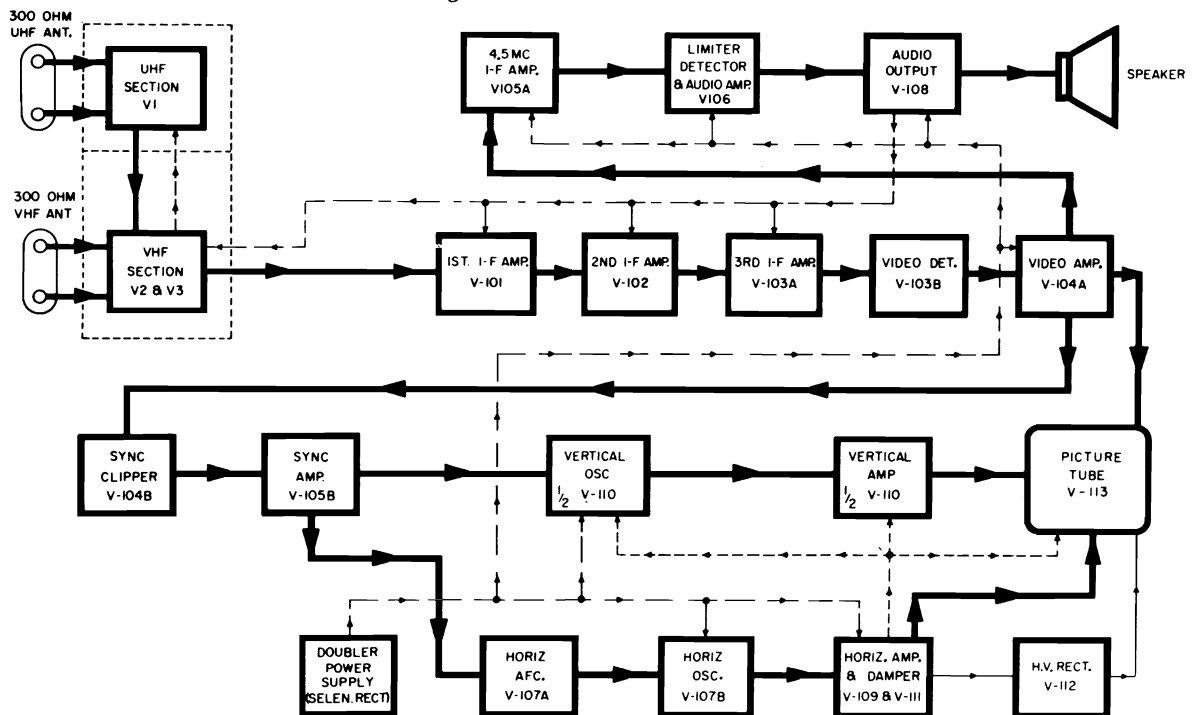 300 OHM
UHF ANT.
UHF
SECTION
V1
4.5 MC
I-F AMP.
V105A
LIMITER
DETECTOR
& AUDIO AMP.
V106
AUDIO
OUTPUT
V-108
SPEAKER
300 OHM
VHF ANT
VHF
SECTION
V2 & V3
1ST. I-F AMP.
V-101
2ND I-F AMP.
V-102
3RD I-F AMP.
V-103A
VIDEO DET.
V-103B
VIDEO AMP.
V-104A
SYNC
CLIPPER
V-104B
SYNC
AMP.
V-105B
VERTICAL
OSC
1/2 V-110
VERTICAL
AMP
1/2 V-110
PICTURE
TUBE
V-113
DOUBLER
POWER
SUPPLY
(SELEN. RECT)
HORIZ
AFC.
V-107A
HORIZ
OSC.
V-107B
HORIZ. AMP.
& DAMPER
V-109 & V-111
H.V. RECT.
V-112